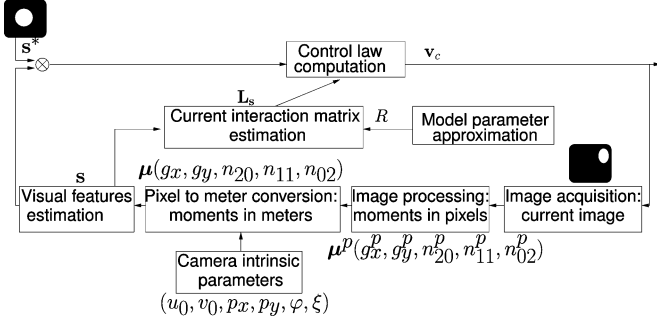 s*
Control law
computation
v_c
L_s
Current interaction matrix
estimation
R
Model parameter
approximation
μ(g_x, g_y, n_20, n_11, n_02)
s
Visual features
estimation
Pixel to meter conversion:
moments in meters
Image processing:
moments in pixels
Image acquisition:
current image
μ^p(g_x^p, g_y^p, n_20^p, n_11^p, n_02^p)
Camera intrinsic
parameters
(u_0, v_0, p_x, p_y, φ, ξ)